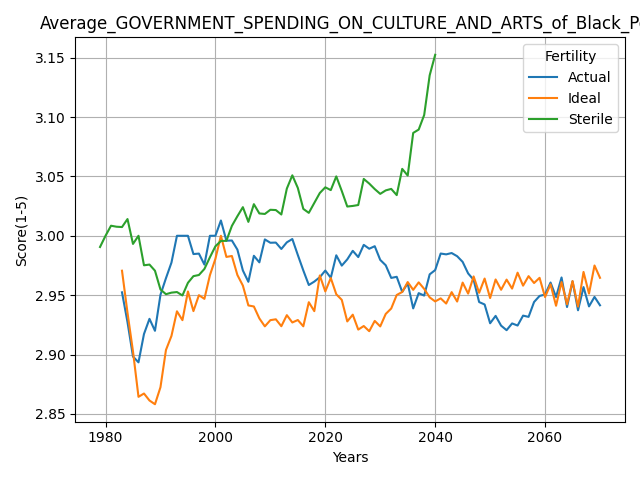 Average_GOVERNMENT_SPENDING_ON_CULTURE_AND_ARTS_of_Black_P
Fertility
Actual
Ideal
Sterile
Score(1-5)
3.15
3.10
3.05
3.00
2.95
2.90
2.85
1980 2000 2020 2040 2060
Years